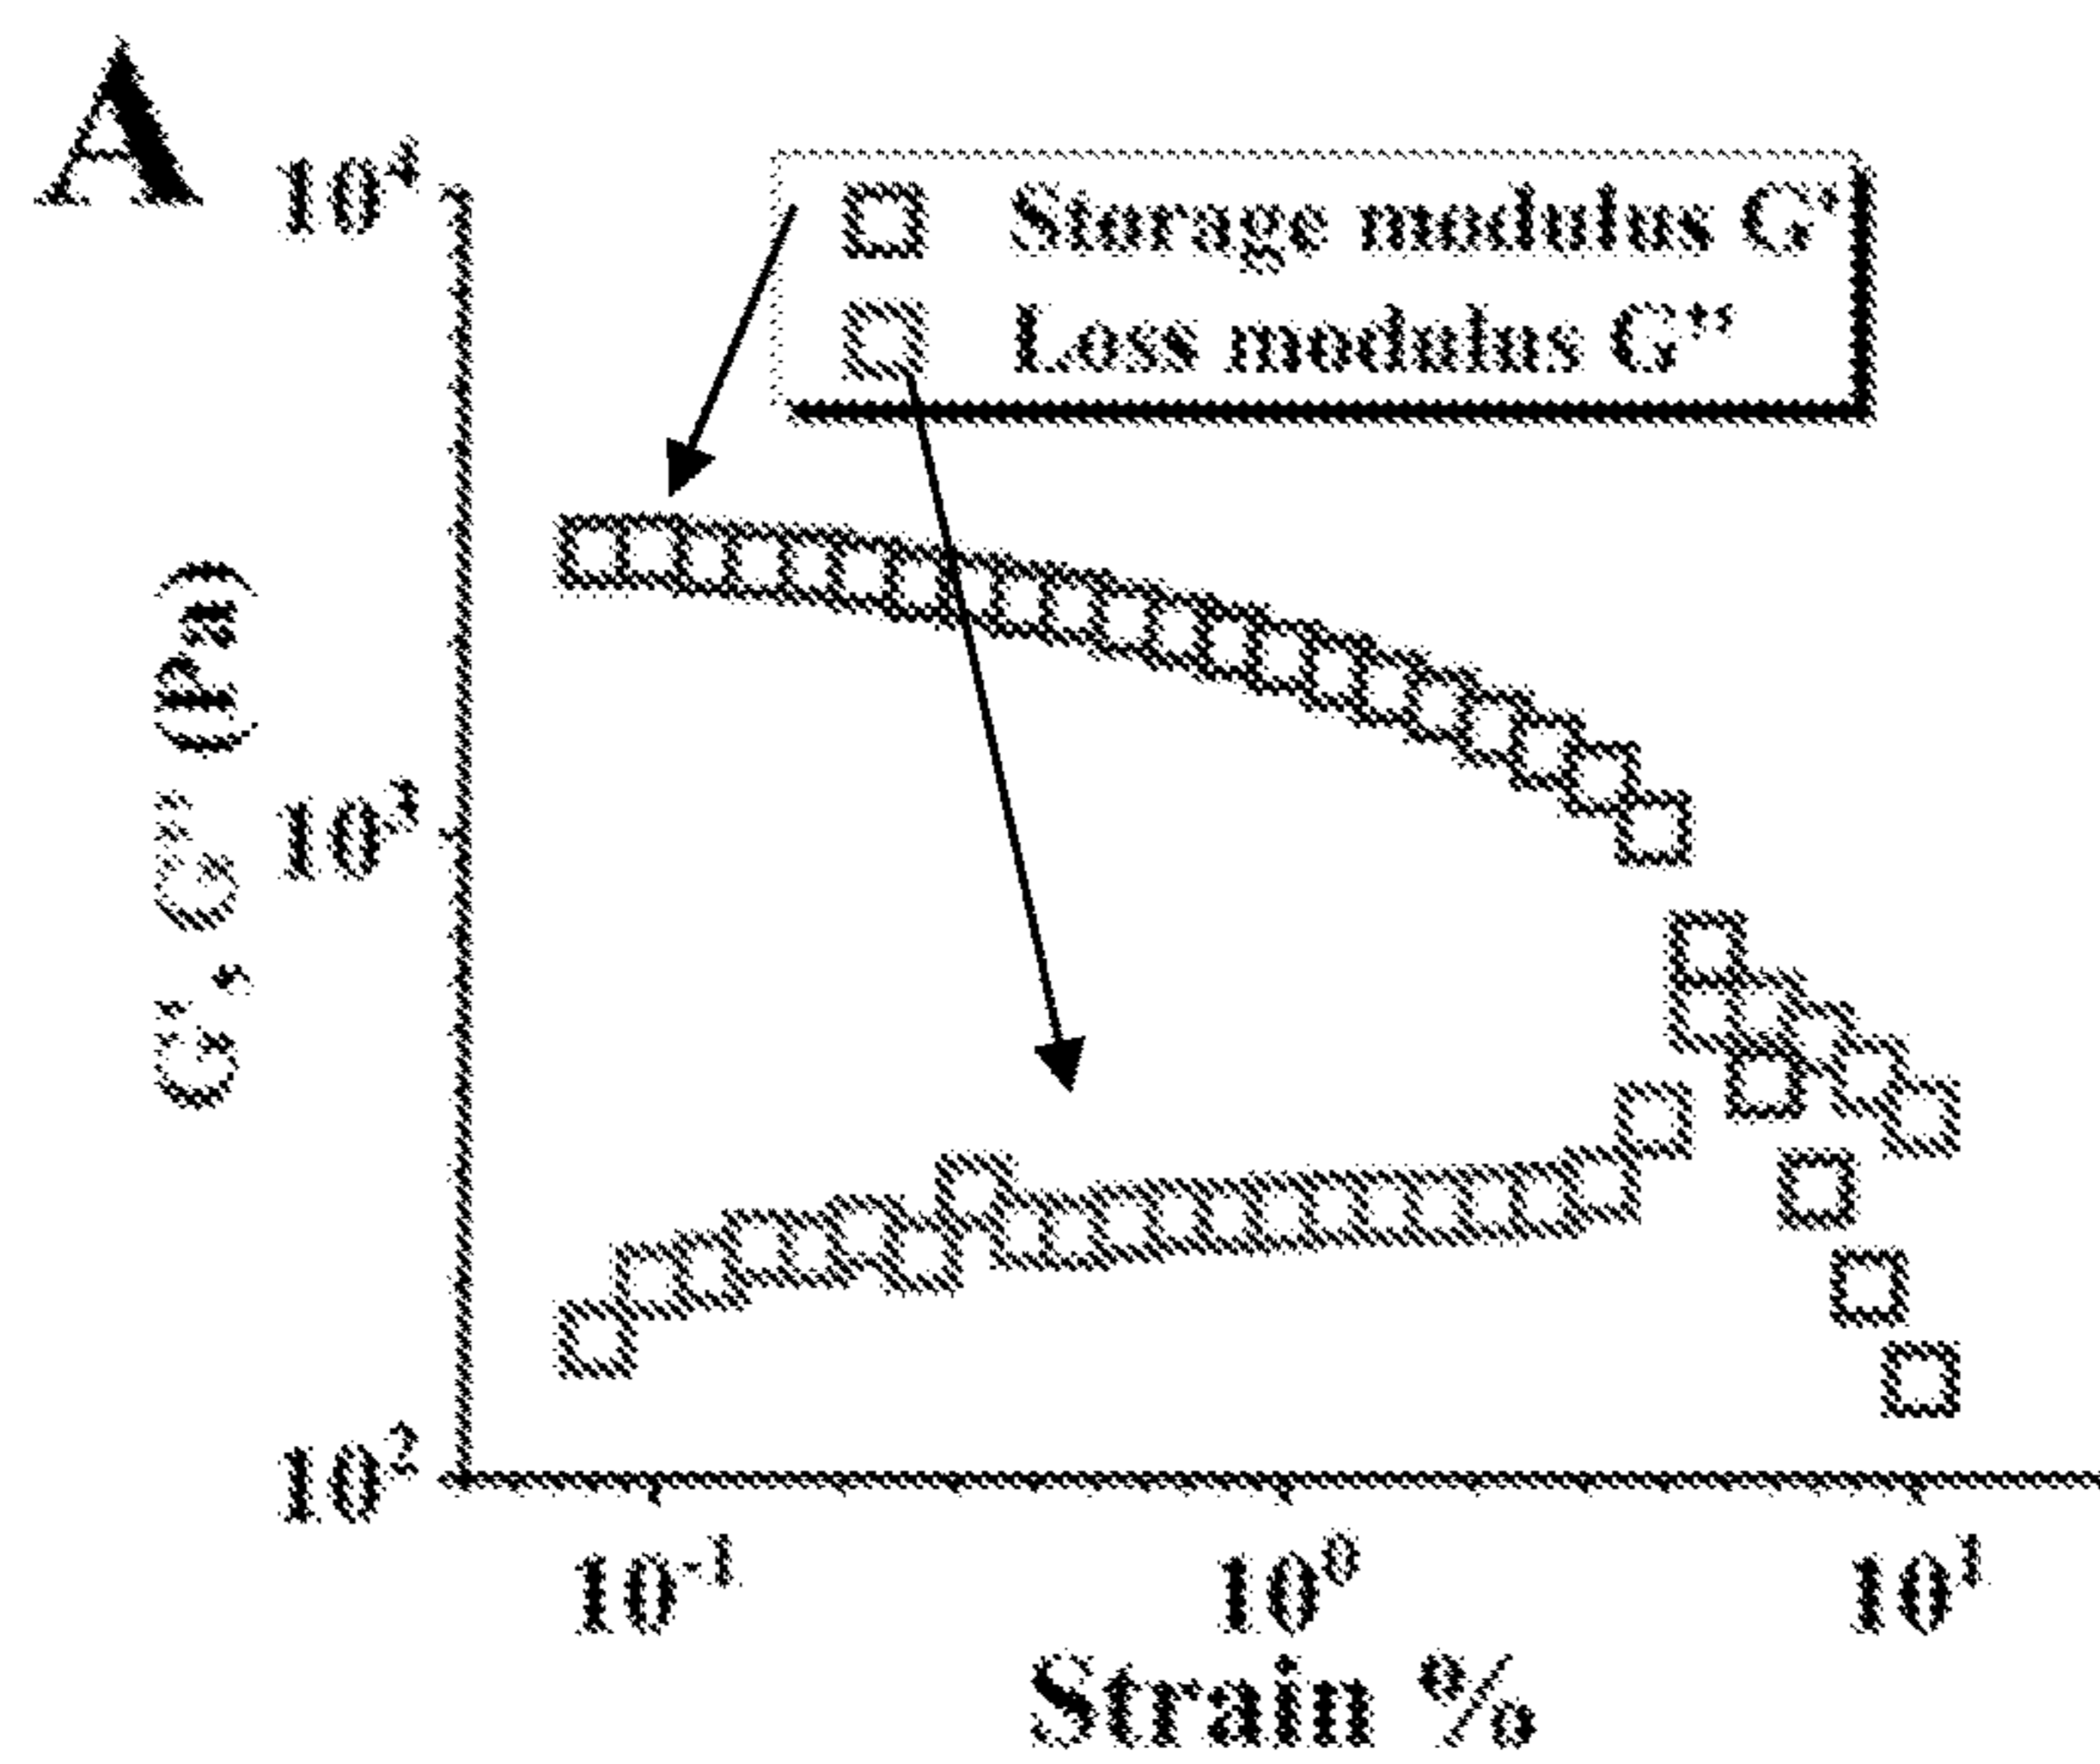 A
10⁴
Storage modulus G'
Loss modulus G"
G', G" (Pa)
10³
10²
10⁻¹ 10⁰ 10¹
Strain %